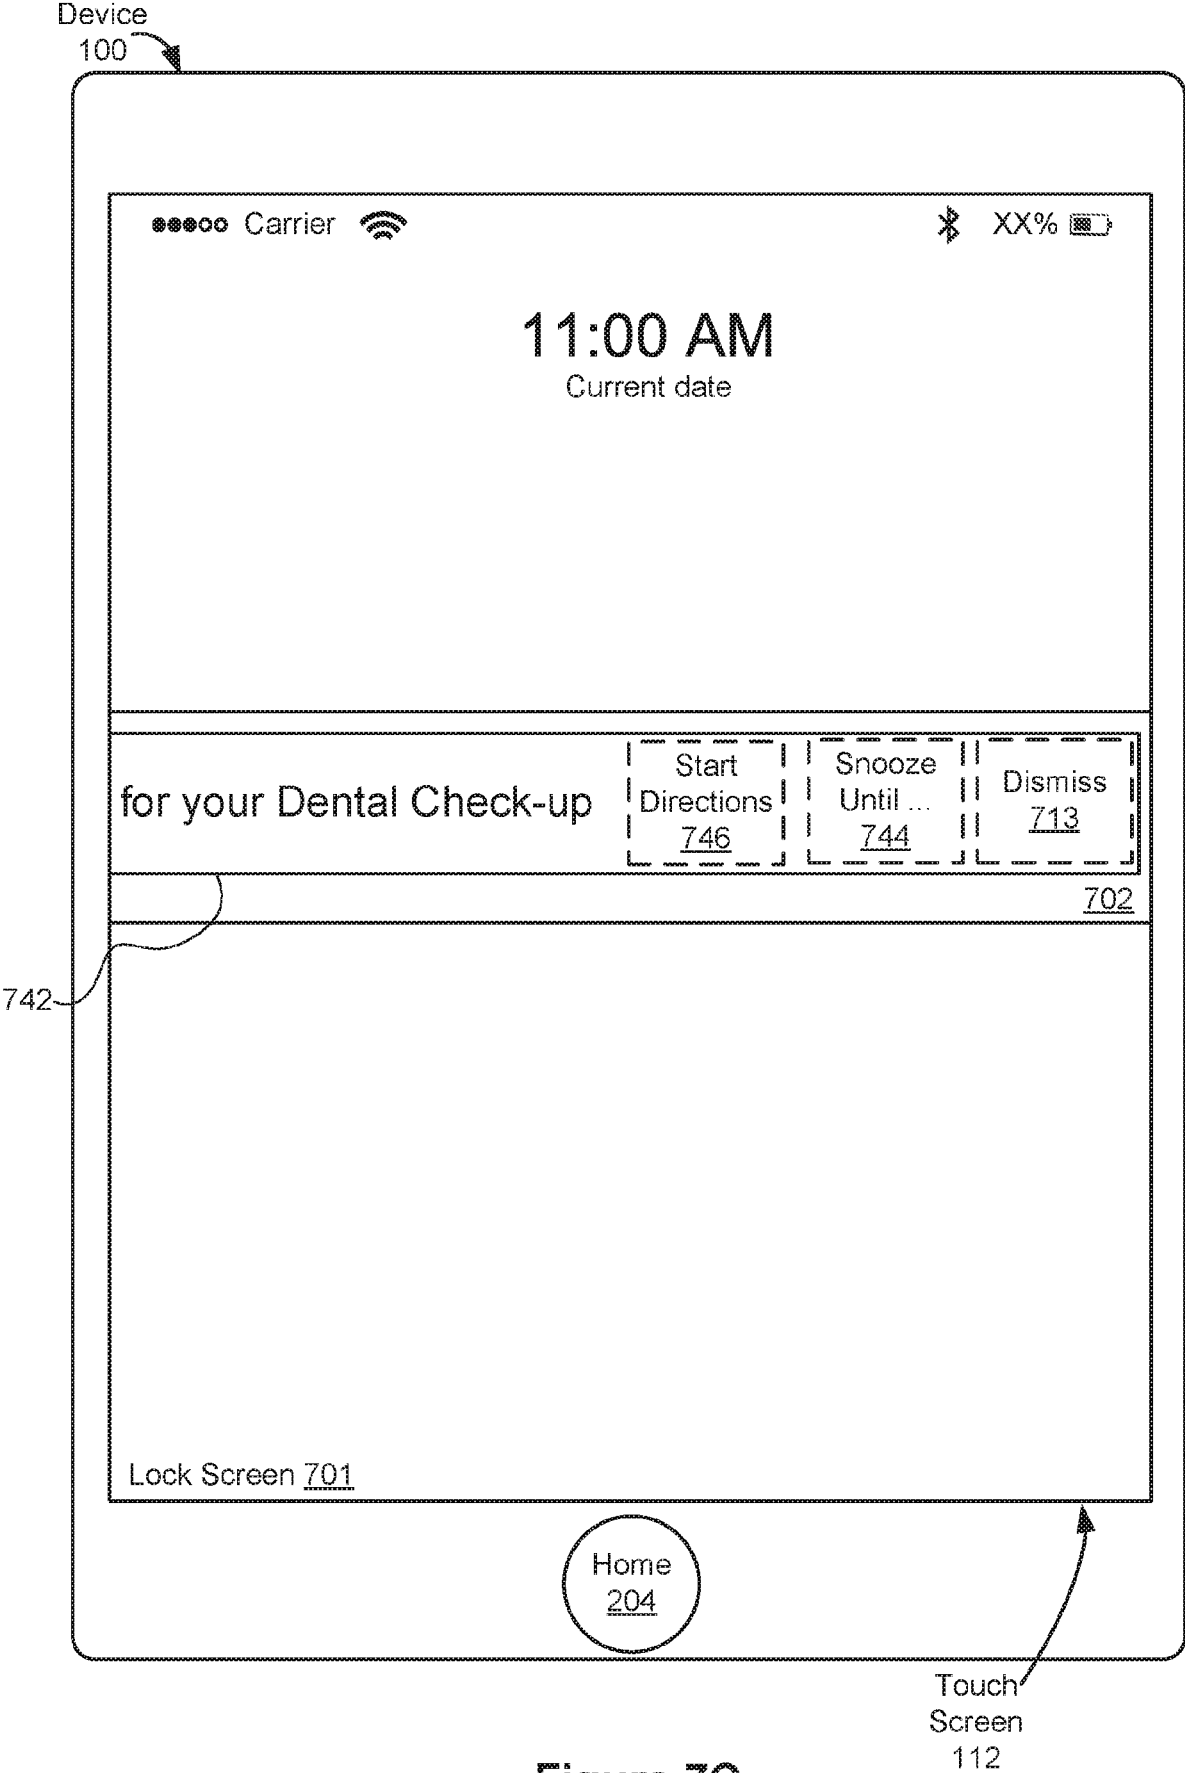 Device
100
Carrier
XX%
11:00 AM
Current date
for your Dental Check-up
Start
Directions
746
Snooze
Until ...
744
Dismiss
713
702
742
Lock Screen 701
Home
204
Touch
Screen
112